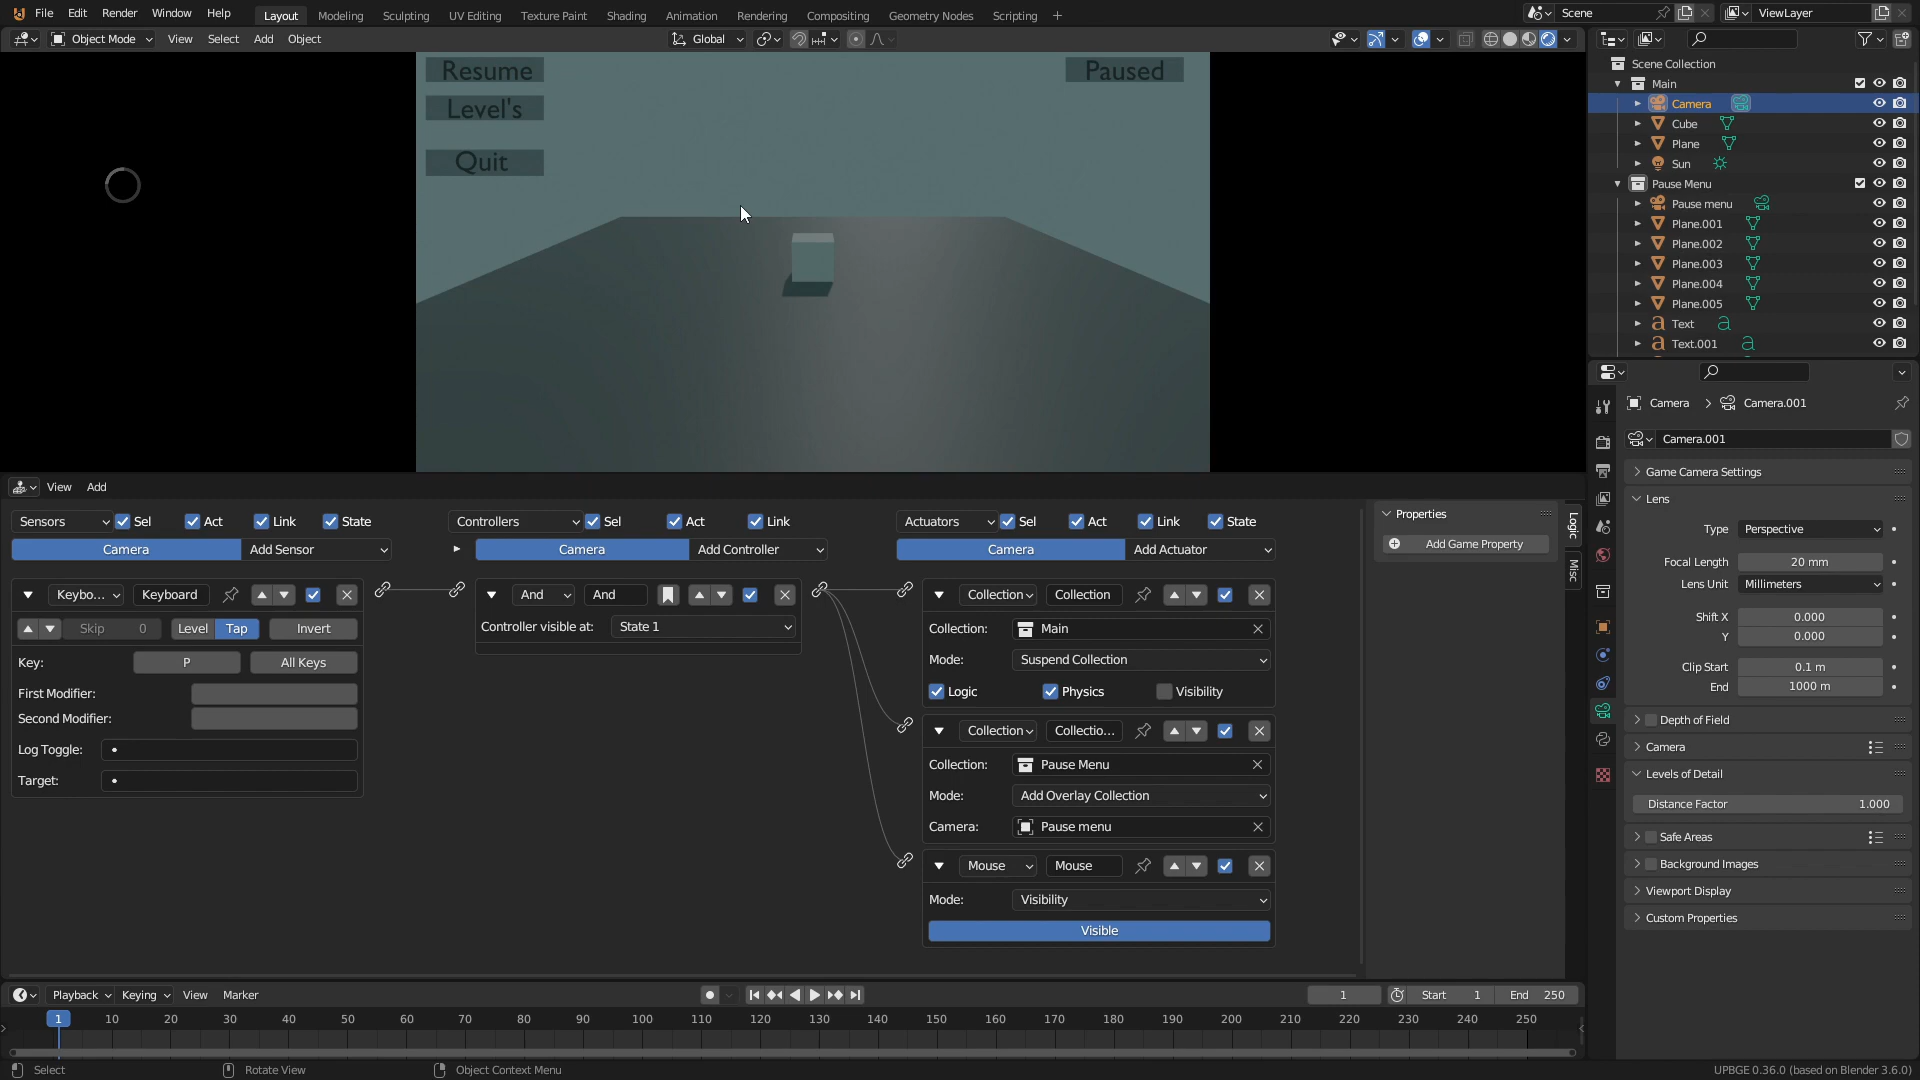 File Edit Render Window Help Layout Modeling Sculpting UV Editing Texture Paint Shading Animation Rendering Compositing Geometry Nodes Scripting + Scene ViewLayer
Object Mode View Select Add Object Global
Resume
Level's
Quit
Paused
Scene Collection
Main
Camera
Cube
Plane
Sun
Pause Menu
Pause menu
Plane.001
Plane.002
Plane.003
Plane.004
Plane.005
Text
Text.001
View Add
Sensors Sel Act Link State Controllers Sel Act Link Actuators Sel Act Link State
Camera Add Sensor Camera Add Controller Camera Add Actuator
Keybo... Keyboard
Skip 0 Level Tap Invert
Key: P All Keys
First Modifier:
Second Modifier:
Log Toggle:
Target:
And And
Controller visible at: State 1
Collection Collection
Collection: Main
Mode: Suspend Collection
Logic Physics Visibility
Collection Collectio...
Collection: Pause Menu
Mode: Add Overlay Collection
Camera: Pause menu
Mouse Mouse
Mode: Visibility
Visible
Properties
Add Game Property
Logic
Misc
Camera Camera.001
Camera.001
Game Camera Settings
Lens
Type Perspective
Focal Length 20 mm
Lens Unit Millimeters
Shift X 0.000
Y 0.000
Clip Start 0.1 m
End 1000 m
Depth of Field
Camera
Levels of Detail
Distance Factor 1.000
Safe Areas
Background Images
Viewport Display
Custom Properties
Playback Keying View Marker 1 Start 1 End 250
1 10 20 30 40 50 60 70 80 90 100 110 120 130 140 150 160 170 180 190 200 210 220 230 240 250
Select Rotate View Object Context Menu UPBGE 0.36.0 (based on Blender 3.6.0)